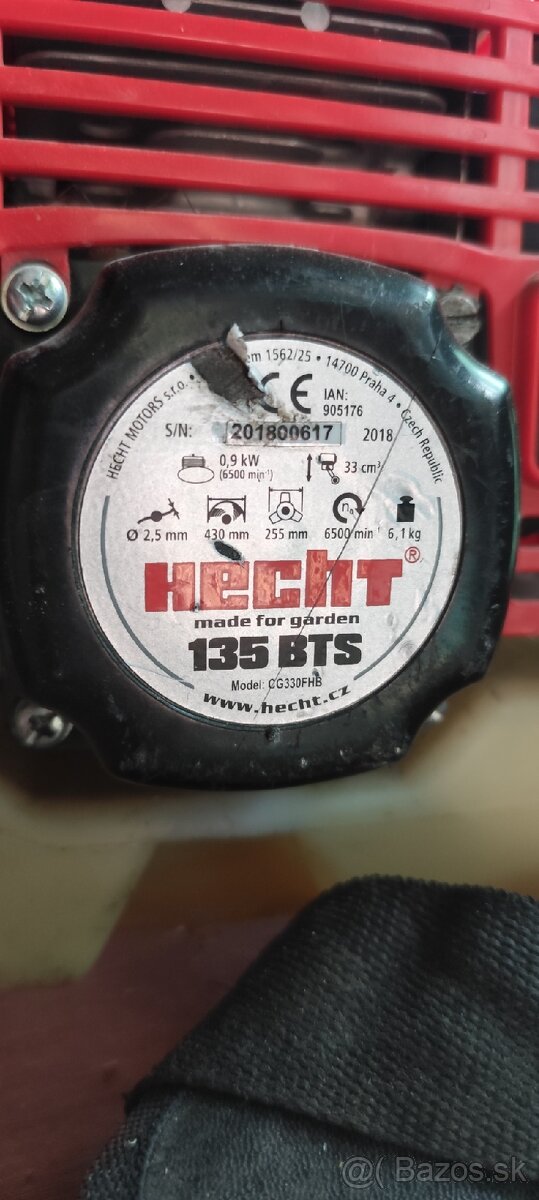 HECHT MOTORS s.r.o. • em 1562/25 • 14700 Praha 4 • Czech Republic
CE IAN:
905176
S/N: 201800617 2018
0,9 kW 33 cm³
(6500 min⁻¹)
Ø 2,5 mm 430 mm 255 mm 6500 min⁻¹ 6,1 kg
HECHT®
made for garden
135 BTS
Model: CG330FHB
www.hecht.cz
@( Bazos.sk